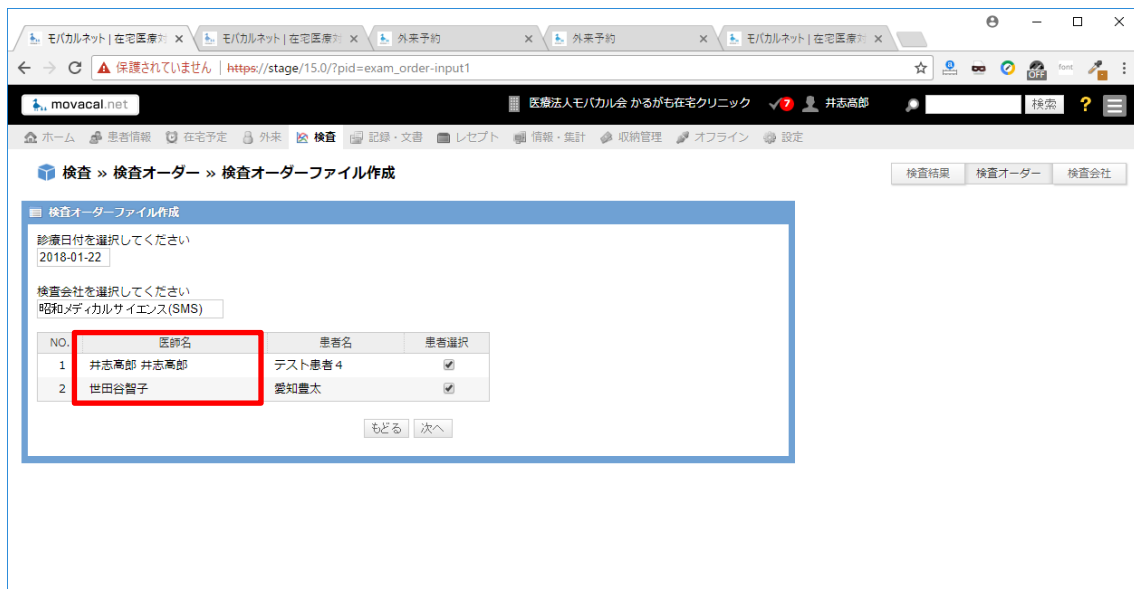 モバカルネット | 在宅医療対 モバカルネット | 在宅医療対 外来予約 外来予約 モバカルネット | 在宅医療対
保護されていません | https://stage/15.0/?pid=exam_order-input1
OFF font
movacal.net 医療法人モバカル会 かるがも在宅クリニック 7 井志高郎 検索 ?
ホーム 患者情報 在宅予定 外来 検査 記録・文書 レセプト 情報・集計 収納管理 オフライン 設定
検査 » 検査オーダー » 検査オーダーファイル作成 検査結果 検査オーダー 検査会社
検査オーダーファイル作成
診療日付を選択してください
2018-01-22
検査会社を選択してください
昭和メディカルサイエンス(SMS)
NO. 医師名 患者名 患者選択
1 井志高郎 井志高郎 テスト患者4
2 世田谷智子 愛知豊太
もどる 次へ